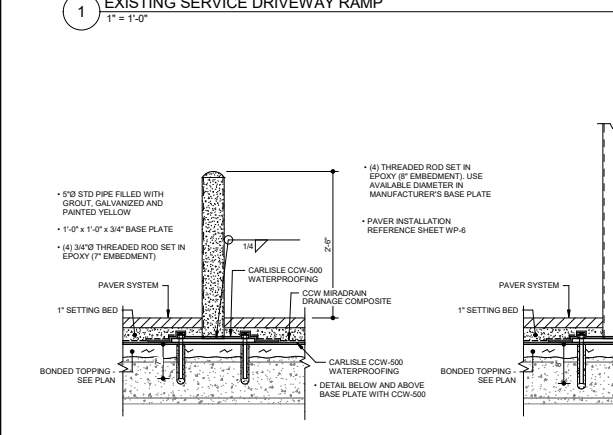 1
EXISTING SERVICE DRIVEWAY RAMP
1" = 1'-0"
• 5"Ø STD PIPE FILLED WITH
GROUT, GALVANIZED AND
PAINTED YELLOW
• 1'-0" x 1'-0" x 3/4" BASE PLATE
• (4) 3/4"Ø THREADED ROD SET IN
EPOXY (7" EMBEDMENT)
PAVER SYSTEM
1" SETTING BED
BONDED TOPPING -
SEE PLAN
7"
1/4
2'-6"
CARLISLE CCW-500
WATERPROOFING
CCW MIRADRAIN
DRAINAGE COMPOSITE
CARLISLE CCW-500
WATERPROOFING
• DETAIL BELOW AND ABOVE
BASE PLATE WITH CCW-500
• (4) THREADED ROD SET IN
EPOXY (8" EMBEDMENT). USE
AVAILABLE DIAMETER IN
MANUFACTURER'S BASE PLATE
• PAVER INSTALLATION
REFERENCE SHEET WP-6
PAVER SYSTEM
1" SETTING BED
BONDED TOPPING -
SEE PLAN
8"